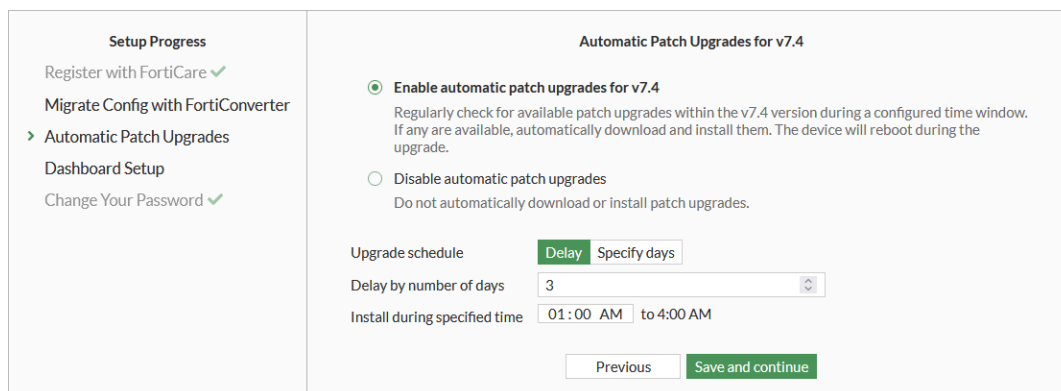 Setup Progress
Register with FortiCare
Migrate Config with FortiConverter
Automatic Patch Upgrades
Dashboard Setup
Change Your Password
Automatic Patch Upgrades for v7.4
Enable automatic patch upgrades for v7.4
Regularly check for available patch upgrades within the v7.4 version during a configured time window.
If any are available, automatically download and install them. The device will reboot during the
upgrade.
Disable automatic patch upgrades
Do not automatically download or install patch upgrades.
Upgrade schedule Delay Specify days
Delay by number of days 3
Install during specified time 01:00 AM to 4:00 AM
Previous Save and continue